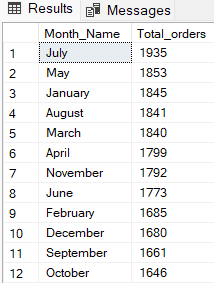 Results Messages
Month_Name Total_orders
1 July 1935
2 May 1853
3 January 1845
4 August 1841
5 March 1840
6 April 1799
7 November 1792
8 June 1773
9 February 1685
10 December 1680
11 September 1661
12 October 1646